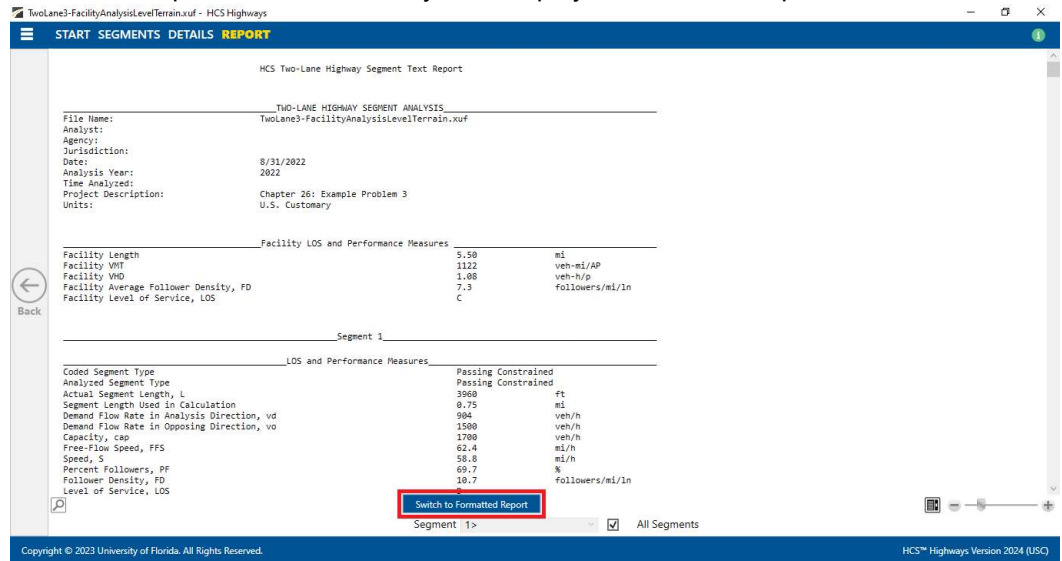 TwoLane3-FacilityAnalysisLevelTerrain.xuf - HCS Highways
START SEGMENTS DETAILS REPORT
HCS Two-Lane Highway Segment Text Report
TWO-LANE HIGHWAY SEGMENT ANALYSIS
File Name: TwoLane3-FacilityAnalysisLevelTerrain.xuf
Analyst:
Agency:
Jurisdiction:
Date: 8/31/2022
Analysis Year: 2022
Time Analyzed:
Project Description: Chapter 26: Example Problem 3
Units: U.S. Customary
Facility LOS and Performance Measures
Facility Length 5.50 mi
Facility VMT 1122 veh-mi/AP
Facility VHD 1.08 veh-h/p
Facility Average Follower Density, FD 7.3 followers/mi/ln
Facility Level of Service, LOS C
Back
Segment 1
LOS and Performance Measures
Coded Segment Type Passing Constrained
Analyzed Segment Type Passing Constrained
Actual Segment Length, L 3960 ft
Segment Length Used in Calculation 0.75 mi
Demand Flow Rate in Analysis Direction, vd 904 veh/h
Demand Flow Rate in Opposing Direction, vo 1500 veh/h
Capacity, cap 1700 veh/h
Free-Flow Speed, FFS 62.4 mi/h
Speed, S 58.8 mi/h
Percent Followers, PF 69.7 %
Follower Density, FD 10.7 followers/mi/ln
Level of Service, LOS
Switch to Formatted Report
Segment 1> All Segments
Copyright © 2023 University of Florida. All Rights Reserved. HCS™ Highways Version 2024 (USC)